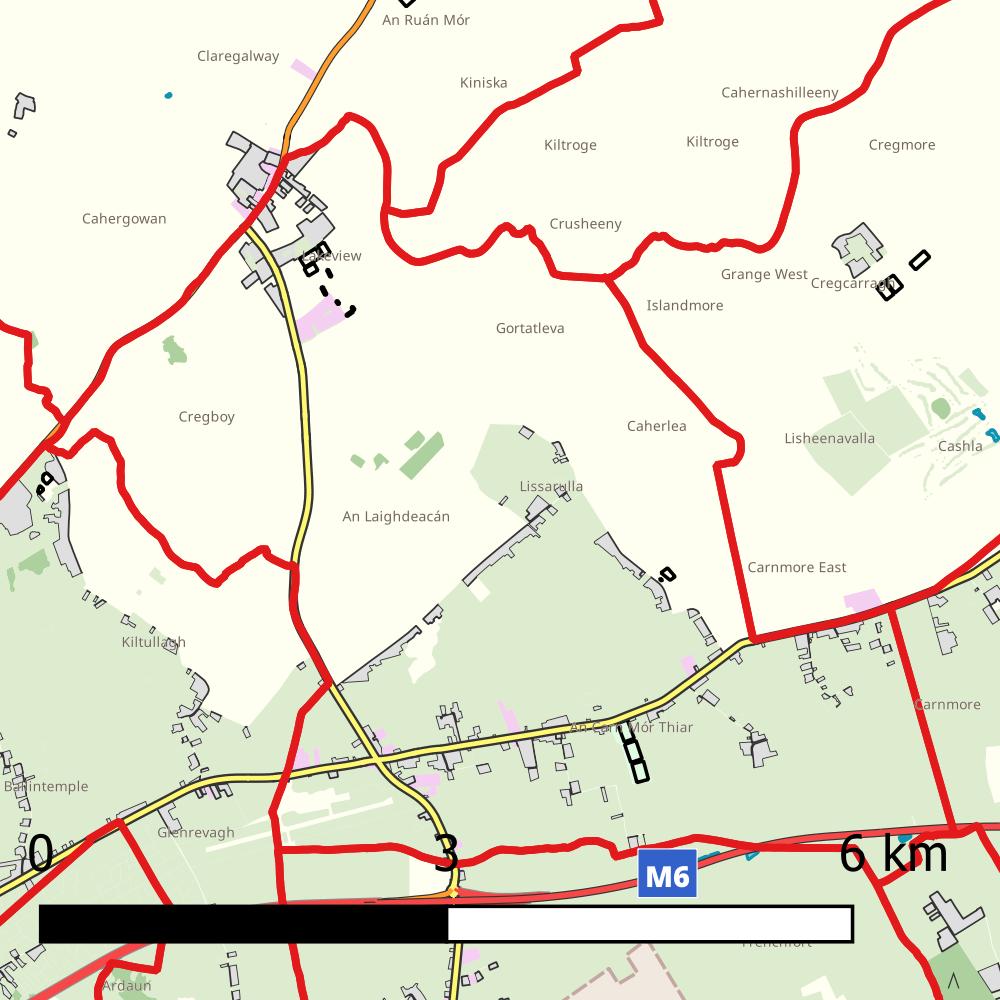 An Ruán Mór
Claregalway
Kiniska
Cahernashilleeny
Kiltroge
Kiltroge
Cregmore
Cahergowan
Crusheeny
Lakeview
Grange West
Cregcarragh
Islandmore
Gortatleva
Cregboy
Caherlea
Lisheenavalla
Cashla
Lissarulla
An Laighdeacán
Carnmore East
Kiltullagh
Carnmore
An Carn Mór Thiar
Ballintemple
Glenrevagh
0 3 6 km
M6
Frenchfort
Ardaun